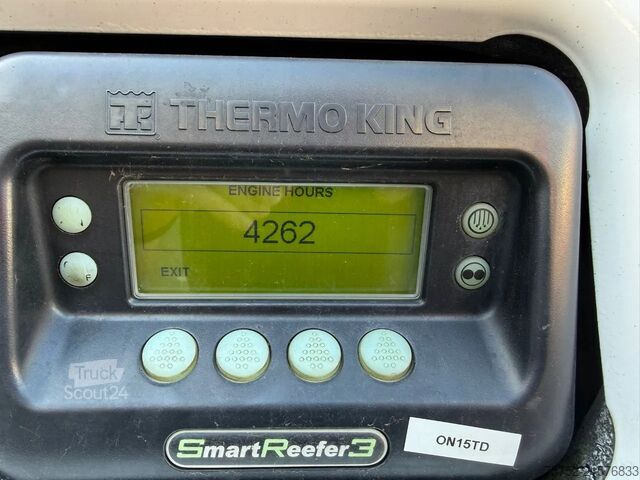 THERMO KING
ENGINE HOURS
4262
EXIT
F
Truck
Scout24
SmartReefer3
ON15TD